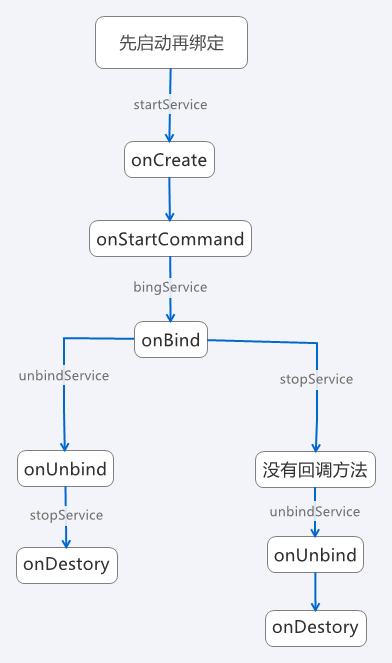 先启动再绑定
startService
onCreate
onStartCommand
bingService
onBind
unbindService
stopService
onUnbind
没有回调方法
stopService
unbindService
onDestory
onUnbind
onDestory